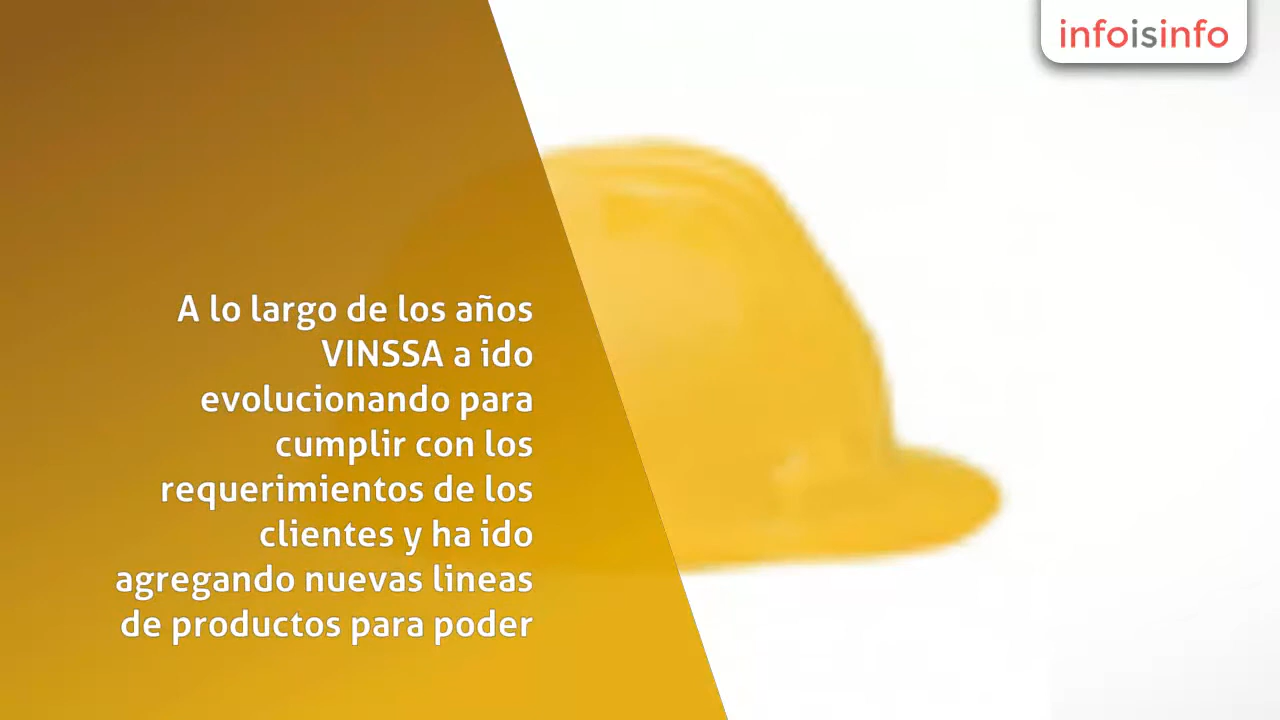 infoisinfo
A lo largo de los años
VINSSA a ido
evolucionando para
cumplir con los
requerimientos de los
clientes y ha ido
agregando nuevas lineas
de productos para poder